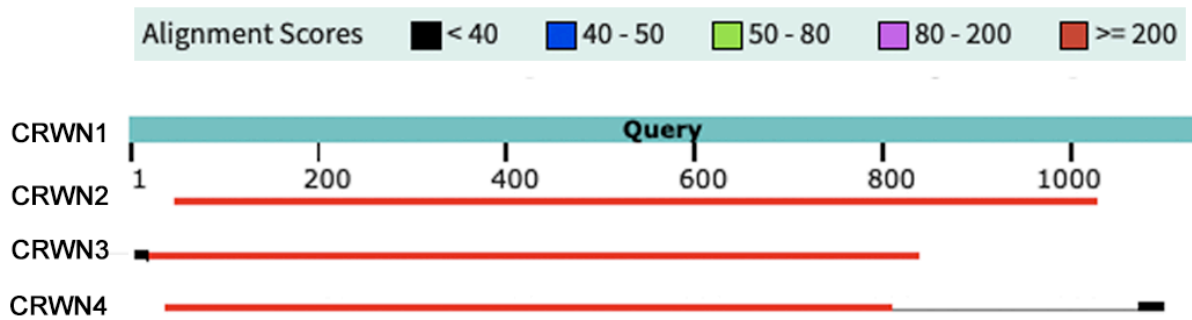 Alignment Scores < 40 40 - 50 50 - 80 80 - 200 >= 200
CRWN1 Query
1 200 400 600 800 1000
CRWN2
CRWN3
CRWN4